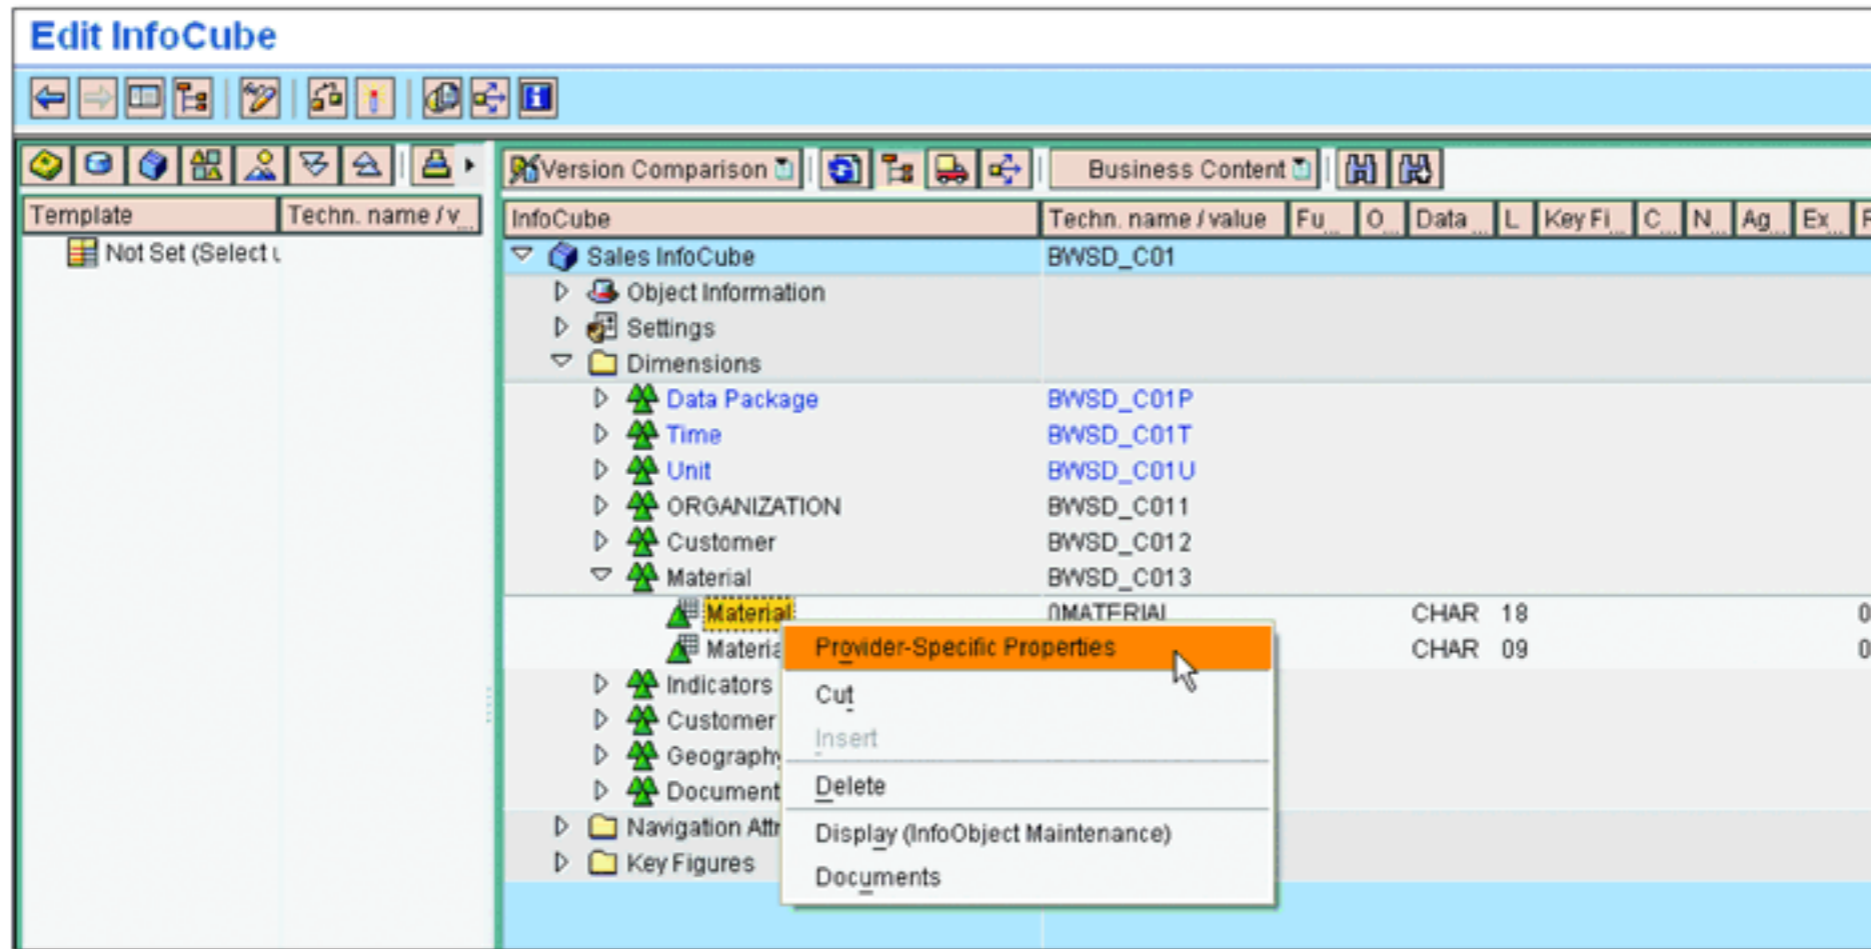 Edit InfoCube
Version Comparison Business Content
Template Techn. name / v... InfoCube Techn. name / value Fu... O... Data ... L Key Fi... C... N... Ag... Ex...
Not Set (Select u
Sales InfoCube BWSD_C01
Object Information
Settings
Dimensions
Data Package BWSD_C01P
Time BWSD_C01T
Unit BWSD_C01U
ORGANIZATION BWSD_C011
Customer BWSD_C012
Material BWSD_C013
Material 0MATERIAL CHAR 18 0
Materia CHAR 09 0
Provider-Specific Properties
Cut
Insert
Delete
Display (InfoObject Maintenance)
Documents
Indicators
Customer
Geography
Document
Navigation Attr
Key Figures